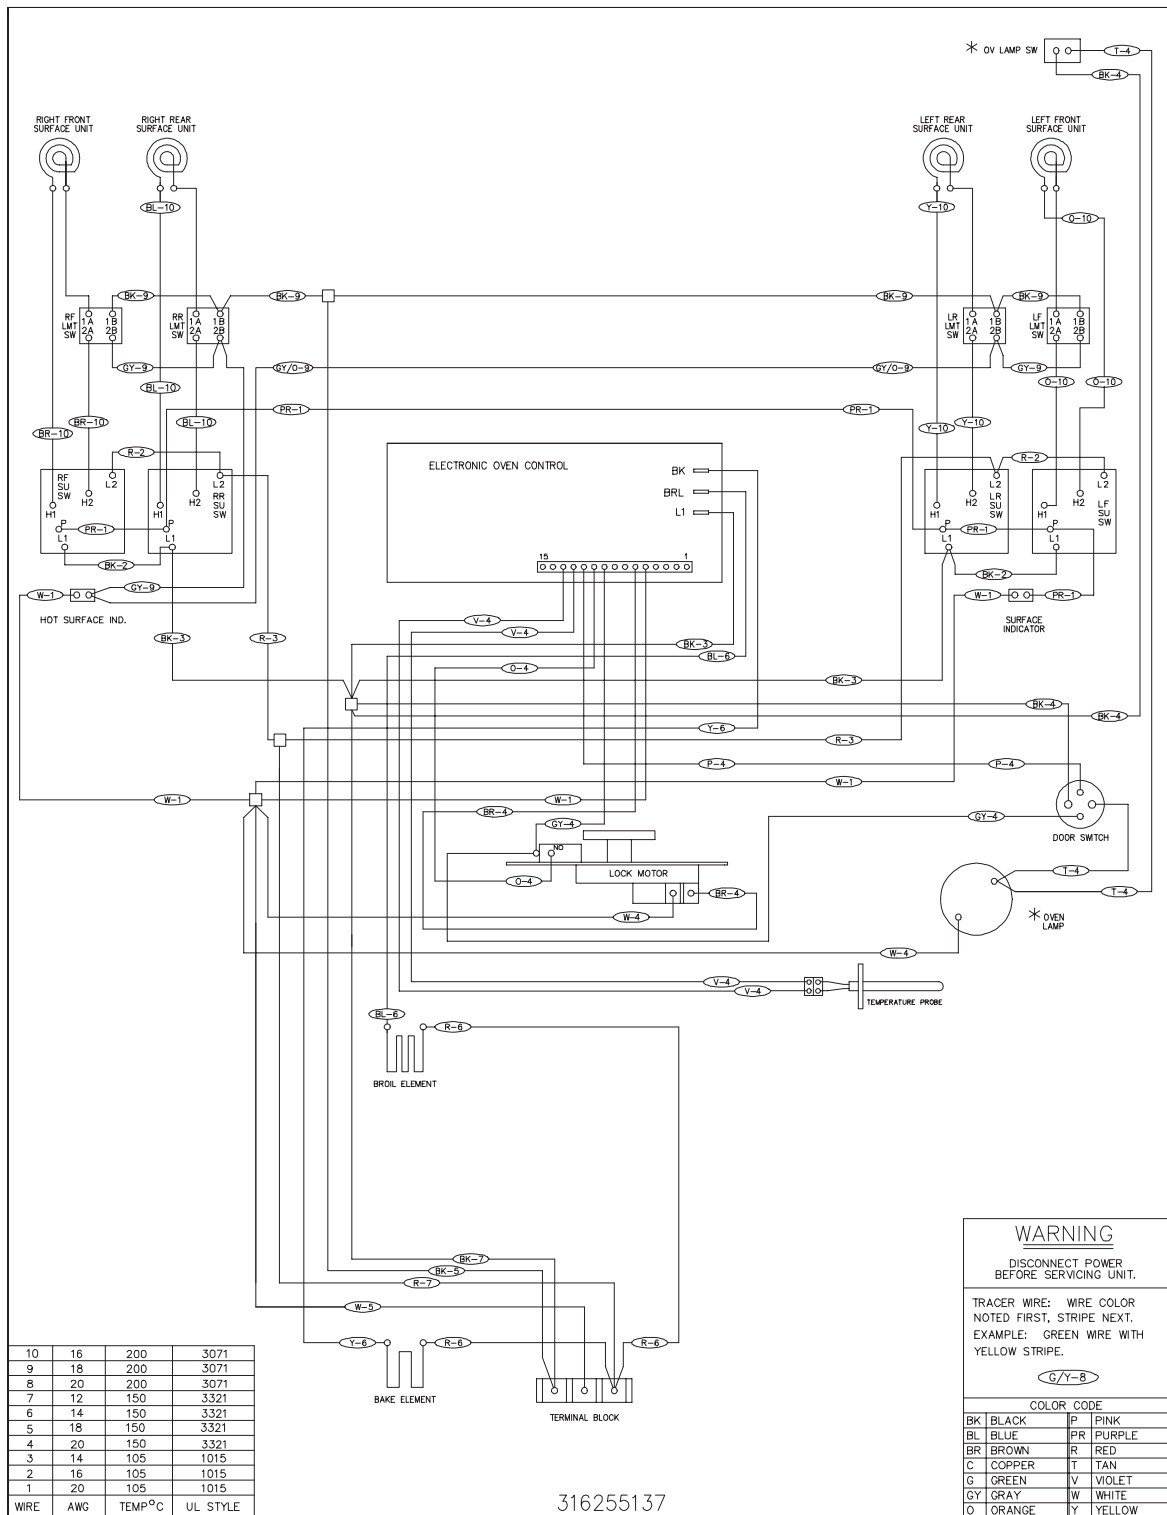 OV LAMP SW
T-4
BK-4
RIGHT FRONT
SURFACE UNIT
RIGHT REAR
SURFACE UNIT
LEFT REAR
SURFACE UNIT
LEFT FRONT
SURFACE UNIT
BL-10
Y-10
O-10
BK-9
BK-9
BK-9
BK-9
RF
LMT
SW
1A 1B
2A 2B
RR
LMT
SW
1A 1B
2A 2B
LR
LMT
SW
1A 1B
2A 2B
LF
LMT
SW
1A 1B
2B
GY-9
GY/O-9
GY/O-9
GY-9
BL-10
O-10
O-10
PR-1
PR-1
BR-10
BR-10
BL-10
Y-10
Y-10
R-2
R-2
RF
SU
SW
L2
H2
H1
P
L1
PR-1
BK-2
L2
RR
SU
SW
H2
H1
P
L1
ELECTRONIC OVEN CONTROL
BK
BRL
L1
15
1
L2
LR
SU
SW
H2
H1
P
L1
PR-1
BK-2
L2
LF
SU
SW
H2
H1
P
L1
W-1
GY-9
HOT SURFACE IND.
W-1
PR-1
SURFACE
INDICATOR
V-4
V-4
BK-3
R-3
BK-3
BL-6
O-4
BK-3
BK-4
BK-4
Y-6
R-3
P-4
P-4
W-1
W-1
W-1
BR-4
GY-4
GY-4
DOOR SWITCH
NO
LOCK MOTOR
O-4
BR-4
W-4
T-4
T-4
OVEN
LAMP
W-4
V-4
V-4
TEMPERATURE PROBE
BL-6
R-6
BROIL ELEMENT
BK-7
BK-5
R-7
W-5
Y-6
R-6
R-6
BAKE ELEMENT
TERMINAL BLOCK
WARNING
DISCONNECT POWER
BEFORE SERVICING UNIT.
TRACER WIRE: WIRE COLOR
NOTED FIRST, STRIPE NEXT.
EXAMPLE: GREEN WIRE WITH
YELLOW STRIPE.
G/Y-8
COLOR CODE
BK BLACK P PINK
BL BLUE PR PURPLE
BR BROWN R RED
C COPPER T TAN
G GREEN V VIOLET
GY GRAY W WHITE
O ORANGE Y YELLOW
10 16 200 3071
9 18 200 3071
8 20 200 3071
7 12 150 3321
6 14 150 3321
5 18 150 3321
4 20 150 3321
3 14 105 1015
2 16 105 1015
1 20 105 1015
WIRE AWG TEMP°C UL STYLE
316255137